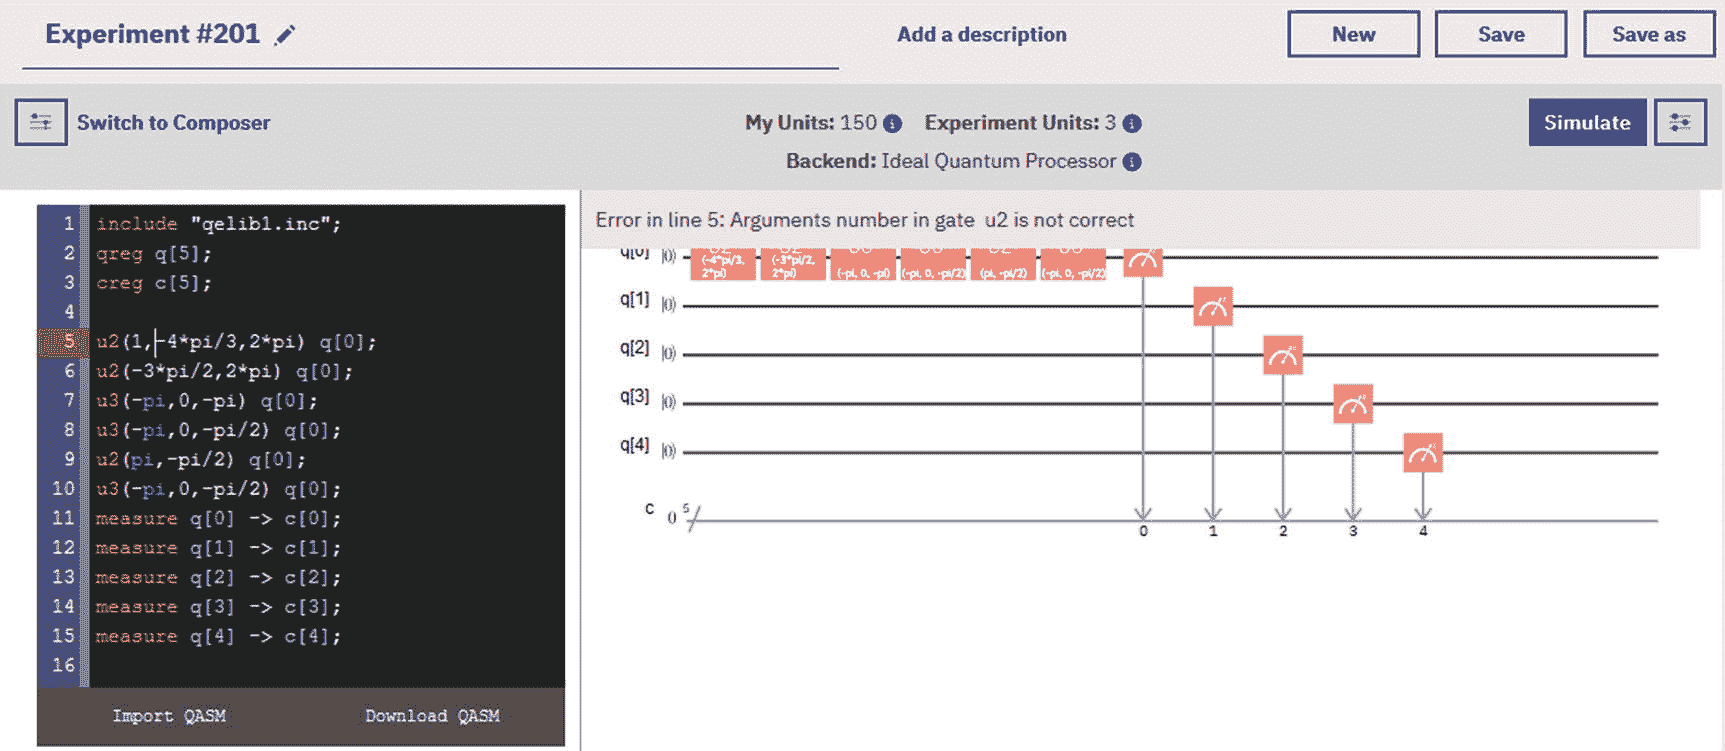 Experiment #201
Add a description
New
Save
Save as
Switch to Composer
My Units: 150
Experiment Units: 3
Simulate
Backend: Ideal Quantum Processor
1 include "qelib1.inc";
2 qreg q[5];
3 creg c[5];
4
5 u2(1,-4*pi/3,2*pi) q[0];
6 u2(-3*pi/2,2*pi) q[0];
7 u3(-pi,0,-pi) q[0];
8 u3(-pi,0,-pi/2) q[0];
9 u2(pi,-pi/2) q[0];
10 u3(-pi,0,-pi/2) q[0];
11 measure q[0] -> c[0];
12 measure q[1] -> c[1];
13 measure q[2] -> c[2];
14 measure q[3] -> c[3];
15 measure q[4] -> c[4];
16
Import QASM
Download QASM
Error in line 5: Arguments number in gate u2 is not correct
q[0] |0⟩
(-4*pi/3, 2*pi)
(-3*pi/2, 2*pi)
(-pi, 0, -pi)
(-pi, 0, -pi/2)
(pi, -pi/2)
(-pi, 0, -pi/2)
q[1] |0⟩
q[2] |0⟩
q[3] |0⟩
q[4] |0⟩
c 0 5
0 1 2 3 4